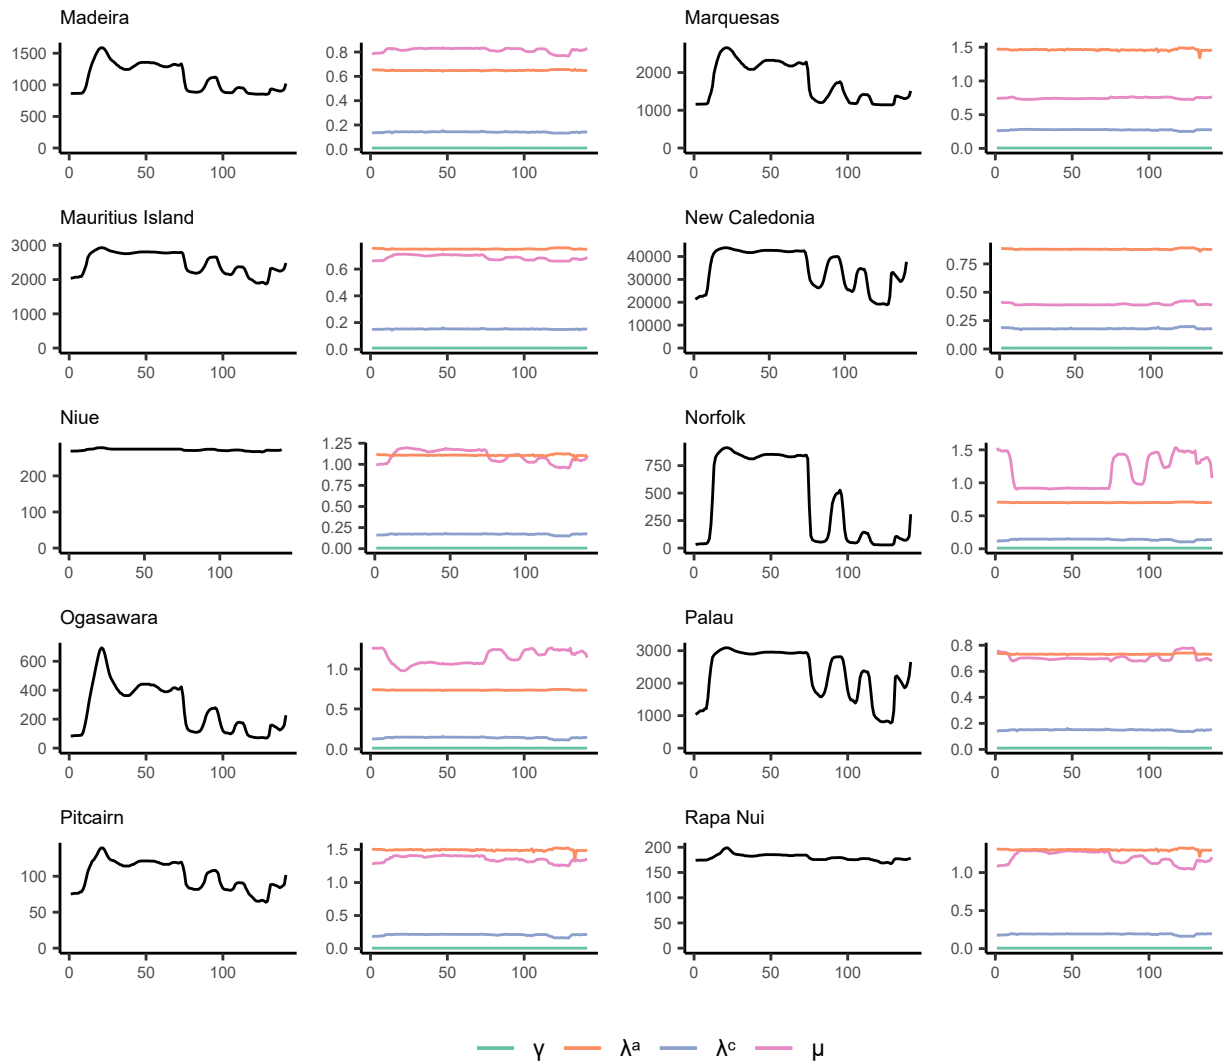 Madeira Marquesas
1500 1000 500 0
0.8 0.6 0.4 0.2 0.0
2000 1000 0
1.5 1.0 0.5 0.0
0 50 100 0 50 100 0 50 100 0 50 100
Mauritius Island New Caledonia
3000 2000 1000 0
0.6 0.4 0.2 0.0
40000 30000 20000 10000 0
0.75 0.50 0.25 0.00
0 50 100 0 50 100 0 50 100 0 50 100
Niue Norfolk
200 100 0
1.25 1.00 0.75 0.50 0.25 0.00
750 500 250 0
1.5 1.0 0.5 0.0
0 50 100 0 50 100 0 50 100 0 50 100
Ogasawara Palau
600 400 200 0
1.0 0.5 0.0
3000 2000 1000 0
0.8 0.6 0.4 0.2 0.0
0 50 100 0 50 100 0 50 100 0 50 100
Pitcairn Rapa Nui
100 50 0
1.5 1.0 0.5 0.0
200 150 100 50 0
1.0 0.5 0.0
0 50 100 0 50 100 0 50 100 0 50 100
γ λᵃ λᶜ μ